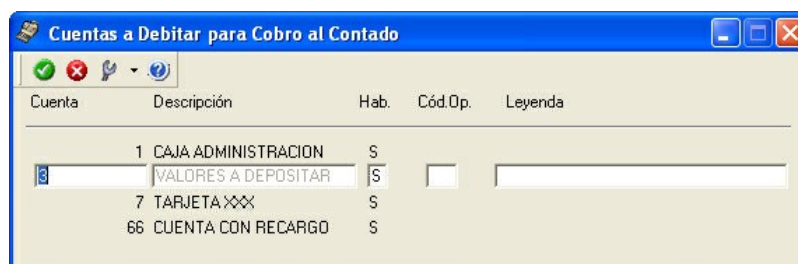 Cuentas a Debitar para Cobro al Contado
Cuenta Descripción Hab. Cód.Op. Leyenda
1 CAJA ADMINISTRACION S
3 VALORES A DEPOSITAR S
7 TARJETA XXX S
66 CUENTA CON RECARGO S